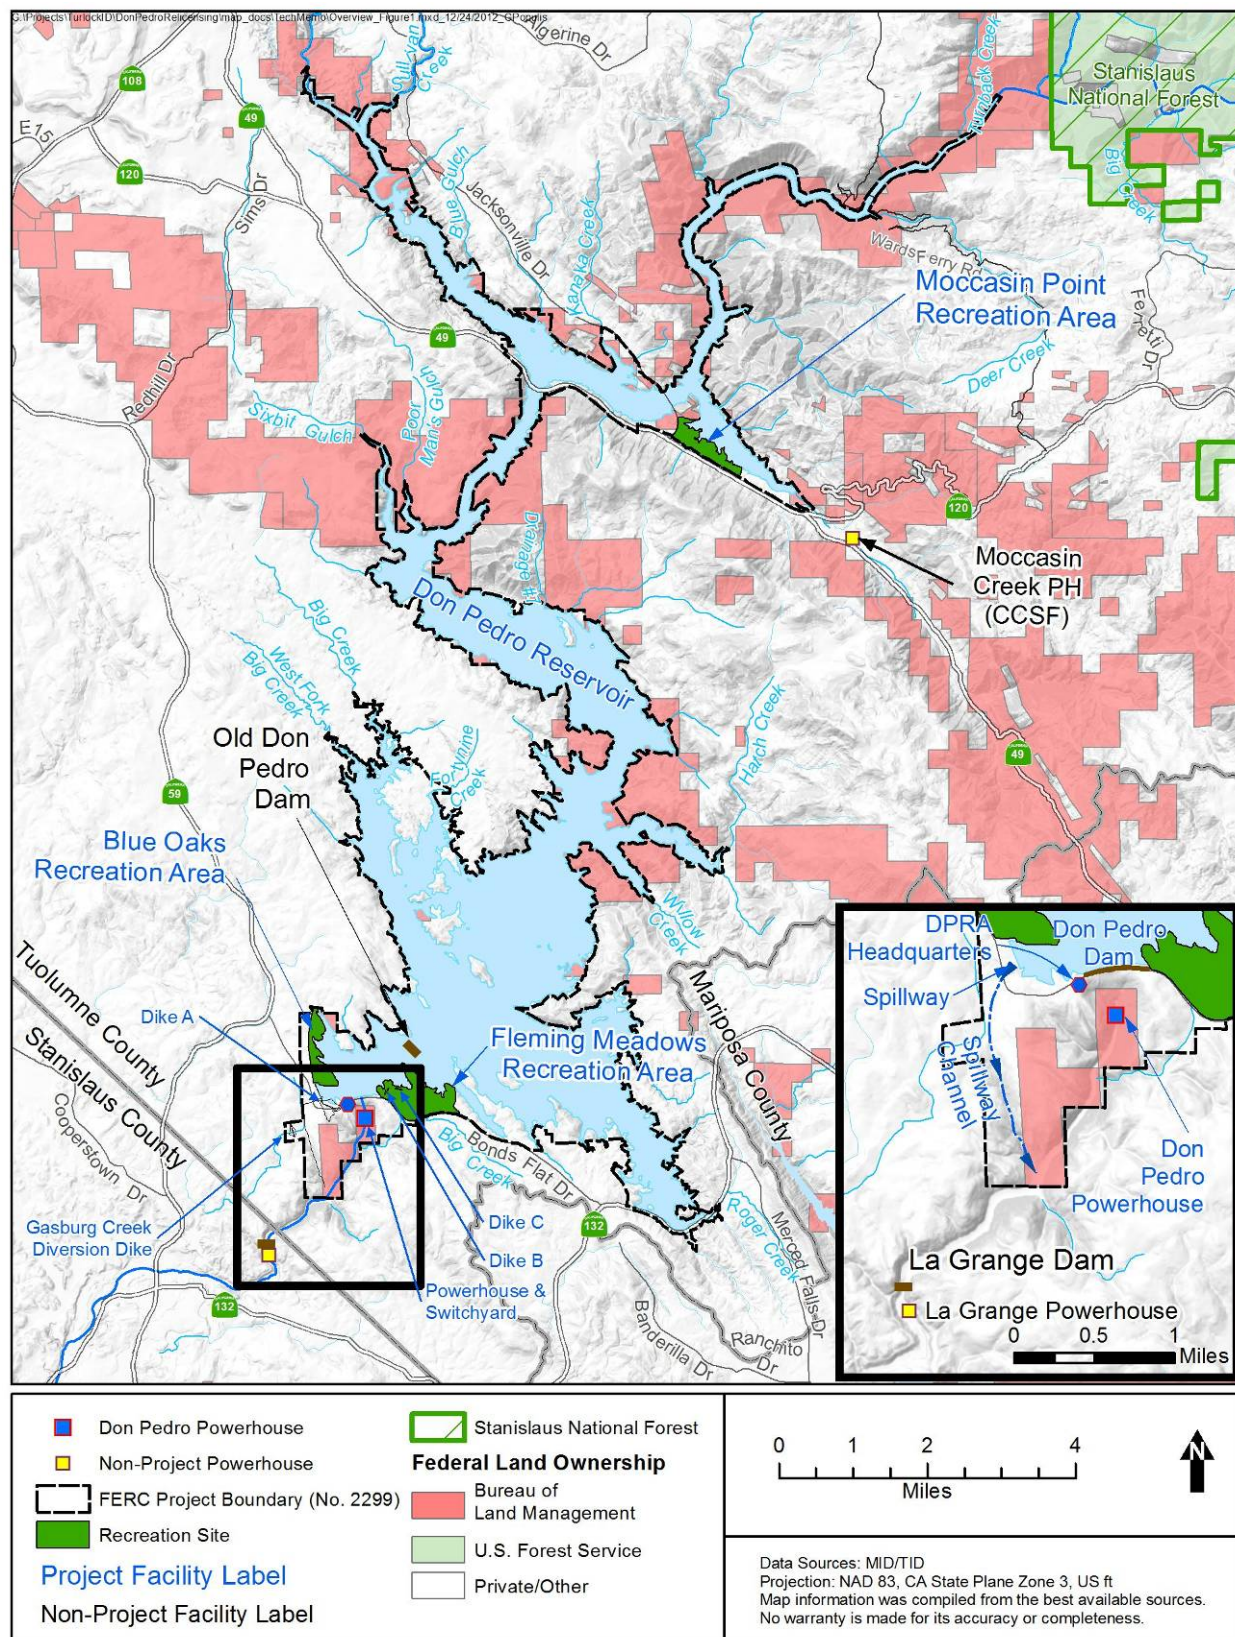 G:\Projects\TurlockID\DonPedroRelicensing\map_docs\TechMemo\Overview_Figure1.mxd_12/24/2012_GPopolis
Algerine Dr
Sullivan
Creek
Turnback Creek
Stanislaus
National Forest
108
49
E15
120
Sims Dr
Blue Gulch
Jacksonville Dr
Kanaka Creek
Big Creek
Wards Ferry Rd
Moccasin Point
Recreation Area
Ferretti Dr
49
Deer Creek
Redhill Dr
Sixbit Gulch
Poor
Man's Gulch
120
Drainage #1
Moccasin
Creek PH
(CCSF)
Don Pedro Reservoir
Big Creek
West Fork
Big Creek
Hatch Creek
Old Don
Pedro
Dam
Fortynine
Creek
49
59
Blue Oaks
Recreation Area
Willow
Creek
Tuolumne County
Stanislaus County
Mariposa County
Dike A
Fleming Meadows
Recreation Area
Cooperstown Dr
Big Creek
Bonds Flat Dr
Gasburg Creek
Diversion Dike
Dike C
Dike B
Powerhouse &
Switchyard
132
132
Roger Creek
Merced Falls Dr
Banderilla Dr
Ranchito
Dr
DPRA
Headquarters
Don Pedro
Dam
Spillway
Spillway
Channel
Don
Pedro
Powerhouse
La Grange Dam
La Grange Powerhouse
0 0.5 1
Miles
Don Pedro Powerhouse
Non-Project Powerhouse
FERC Project Boundary (No. 2299)
Recreation Site
Project Facility Label
Non-Project Facility Label
Stanislaus National Forest
Federal Land Ownership
Bureau of
Land Management
U.S. Forest Service
Private/Other
0 1 2 4
Miles
N
Data Sources: MID/TID
Projection: NAD 83, CA State Plane Zone 3, US ft
Map information was compiled from the best available sources.
No warranty is made for its accuracy or completeness.